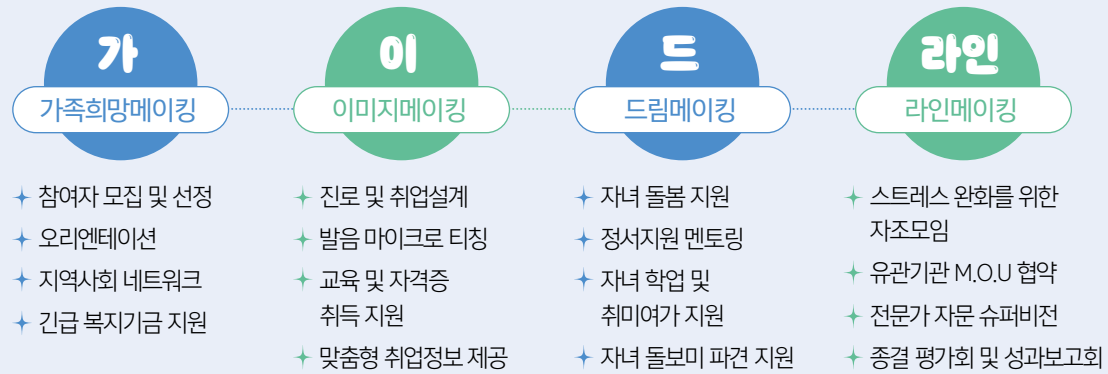 가
가족희망메이킹
참여자 모집 및 선정
오리엔테이션
지역사회 네트워크
긴급 복지기금 지원
이
이미지메이킹
진로 및 취업설계
발음 마이크로 티칭
교육 및 자격증
취득 지원
맞춤형 취업정보 제공
드
드림메이킹
자녀 돌봄 지원
정서지원 멘토링
자녀 학업 및
취미여가 지원
자녀 돌보미 파견 지원
라인
라인메이킹
스트레스 완화를 위한
자조모임
유관기관 M.O.U 협약
전문가 자문 슈퍼비전
종결 평가회 및 성과보고회